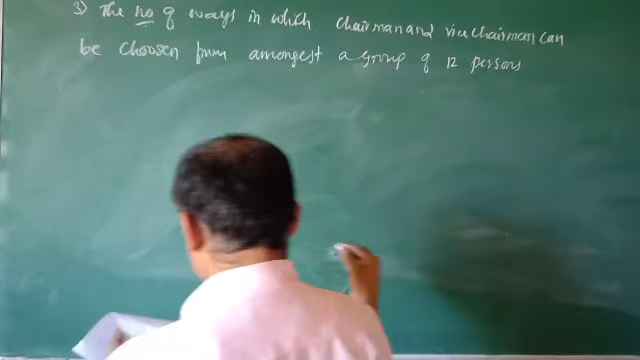 3) The no of ways in which chairman and vice chairman can
be choosen from amongest a group of 12 persons